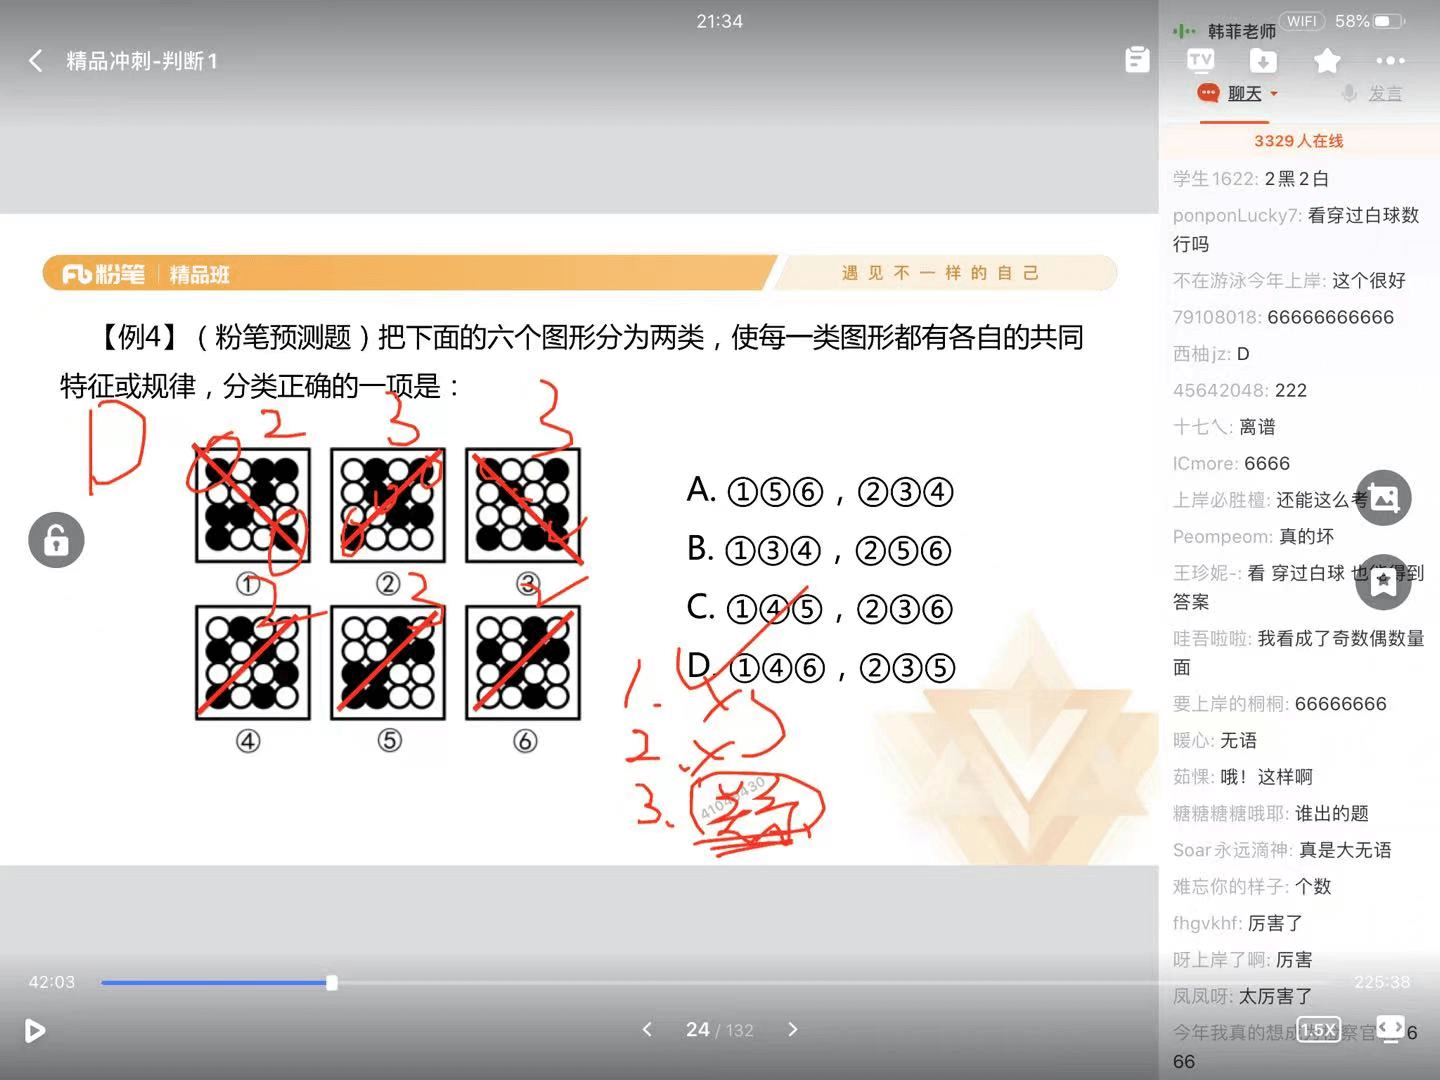 21:34
精品冲刺-判断1
韩菲老师
WIFI 58%
TV
聊天
发言
3329人在线
粉笔 | 精品班
遇见不一样的自己
【例4】（粉笔预测题）把下面的六个图形分为两类，使每一类图形都有各自的共同
特征或规律，分类正确的一项是：
D
2 3 3
① ② ③
2 3 2
④ ⑤ ⑥
A. ①⑤⑥，②③④
B. ①③④，②⑤⑥
C. ①④⑤，②③⑥
D. ①④⑥，②③⑤
1.
2.
3.
学生1622: 2黑2白
ponponLucky7: 看穿过白球数
行吗
不在游泳今年上岸: 这个很好
79108018: 66666666666
西柚jz: D
45642048: 222
十七乀: 离谱
ICmore: 6666
上岸必胜檀: 还能这么考
Peompeom: 真的坏
王珍妮-: 看 穿过白球 也能得到
答案
哇吾啦啦: 我看成了奇数偶数量
面
要上岸的桐桐: 66666666
暖心: 无语
茹惈: 哦！这样啊
糖糖糖糖哦耶: 谁出的题
Soar永远滴神: 真是大无语
难忘你的样子: 个数
fhgvkhf: 厉害了
呀上岸了啊: 厉害
凤凤呀: 太厉害了
今年我真的想成为 察官 6
66
42:03
225:38
24 / 132
1.5X